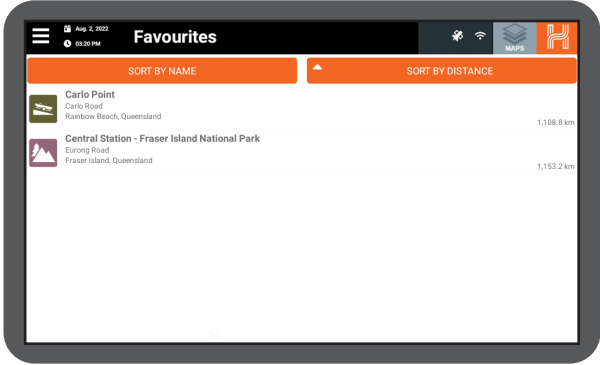 Aug. 2, 2022
03:20 PM
Favourites
MAPS
SORT BY NAME
SORT BY DISTANCE
Carlo Point
Carlo Road
Rainbow Beach, Queensland
1,108.8 km
Central Station - Fraser Island National Park
Eurong Road
Fraser Island, Queensland
1,153.2 km